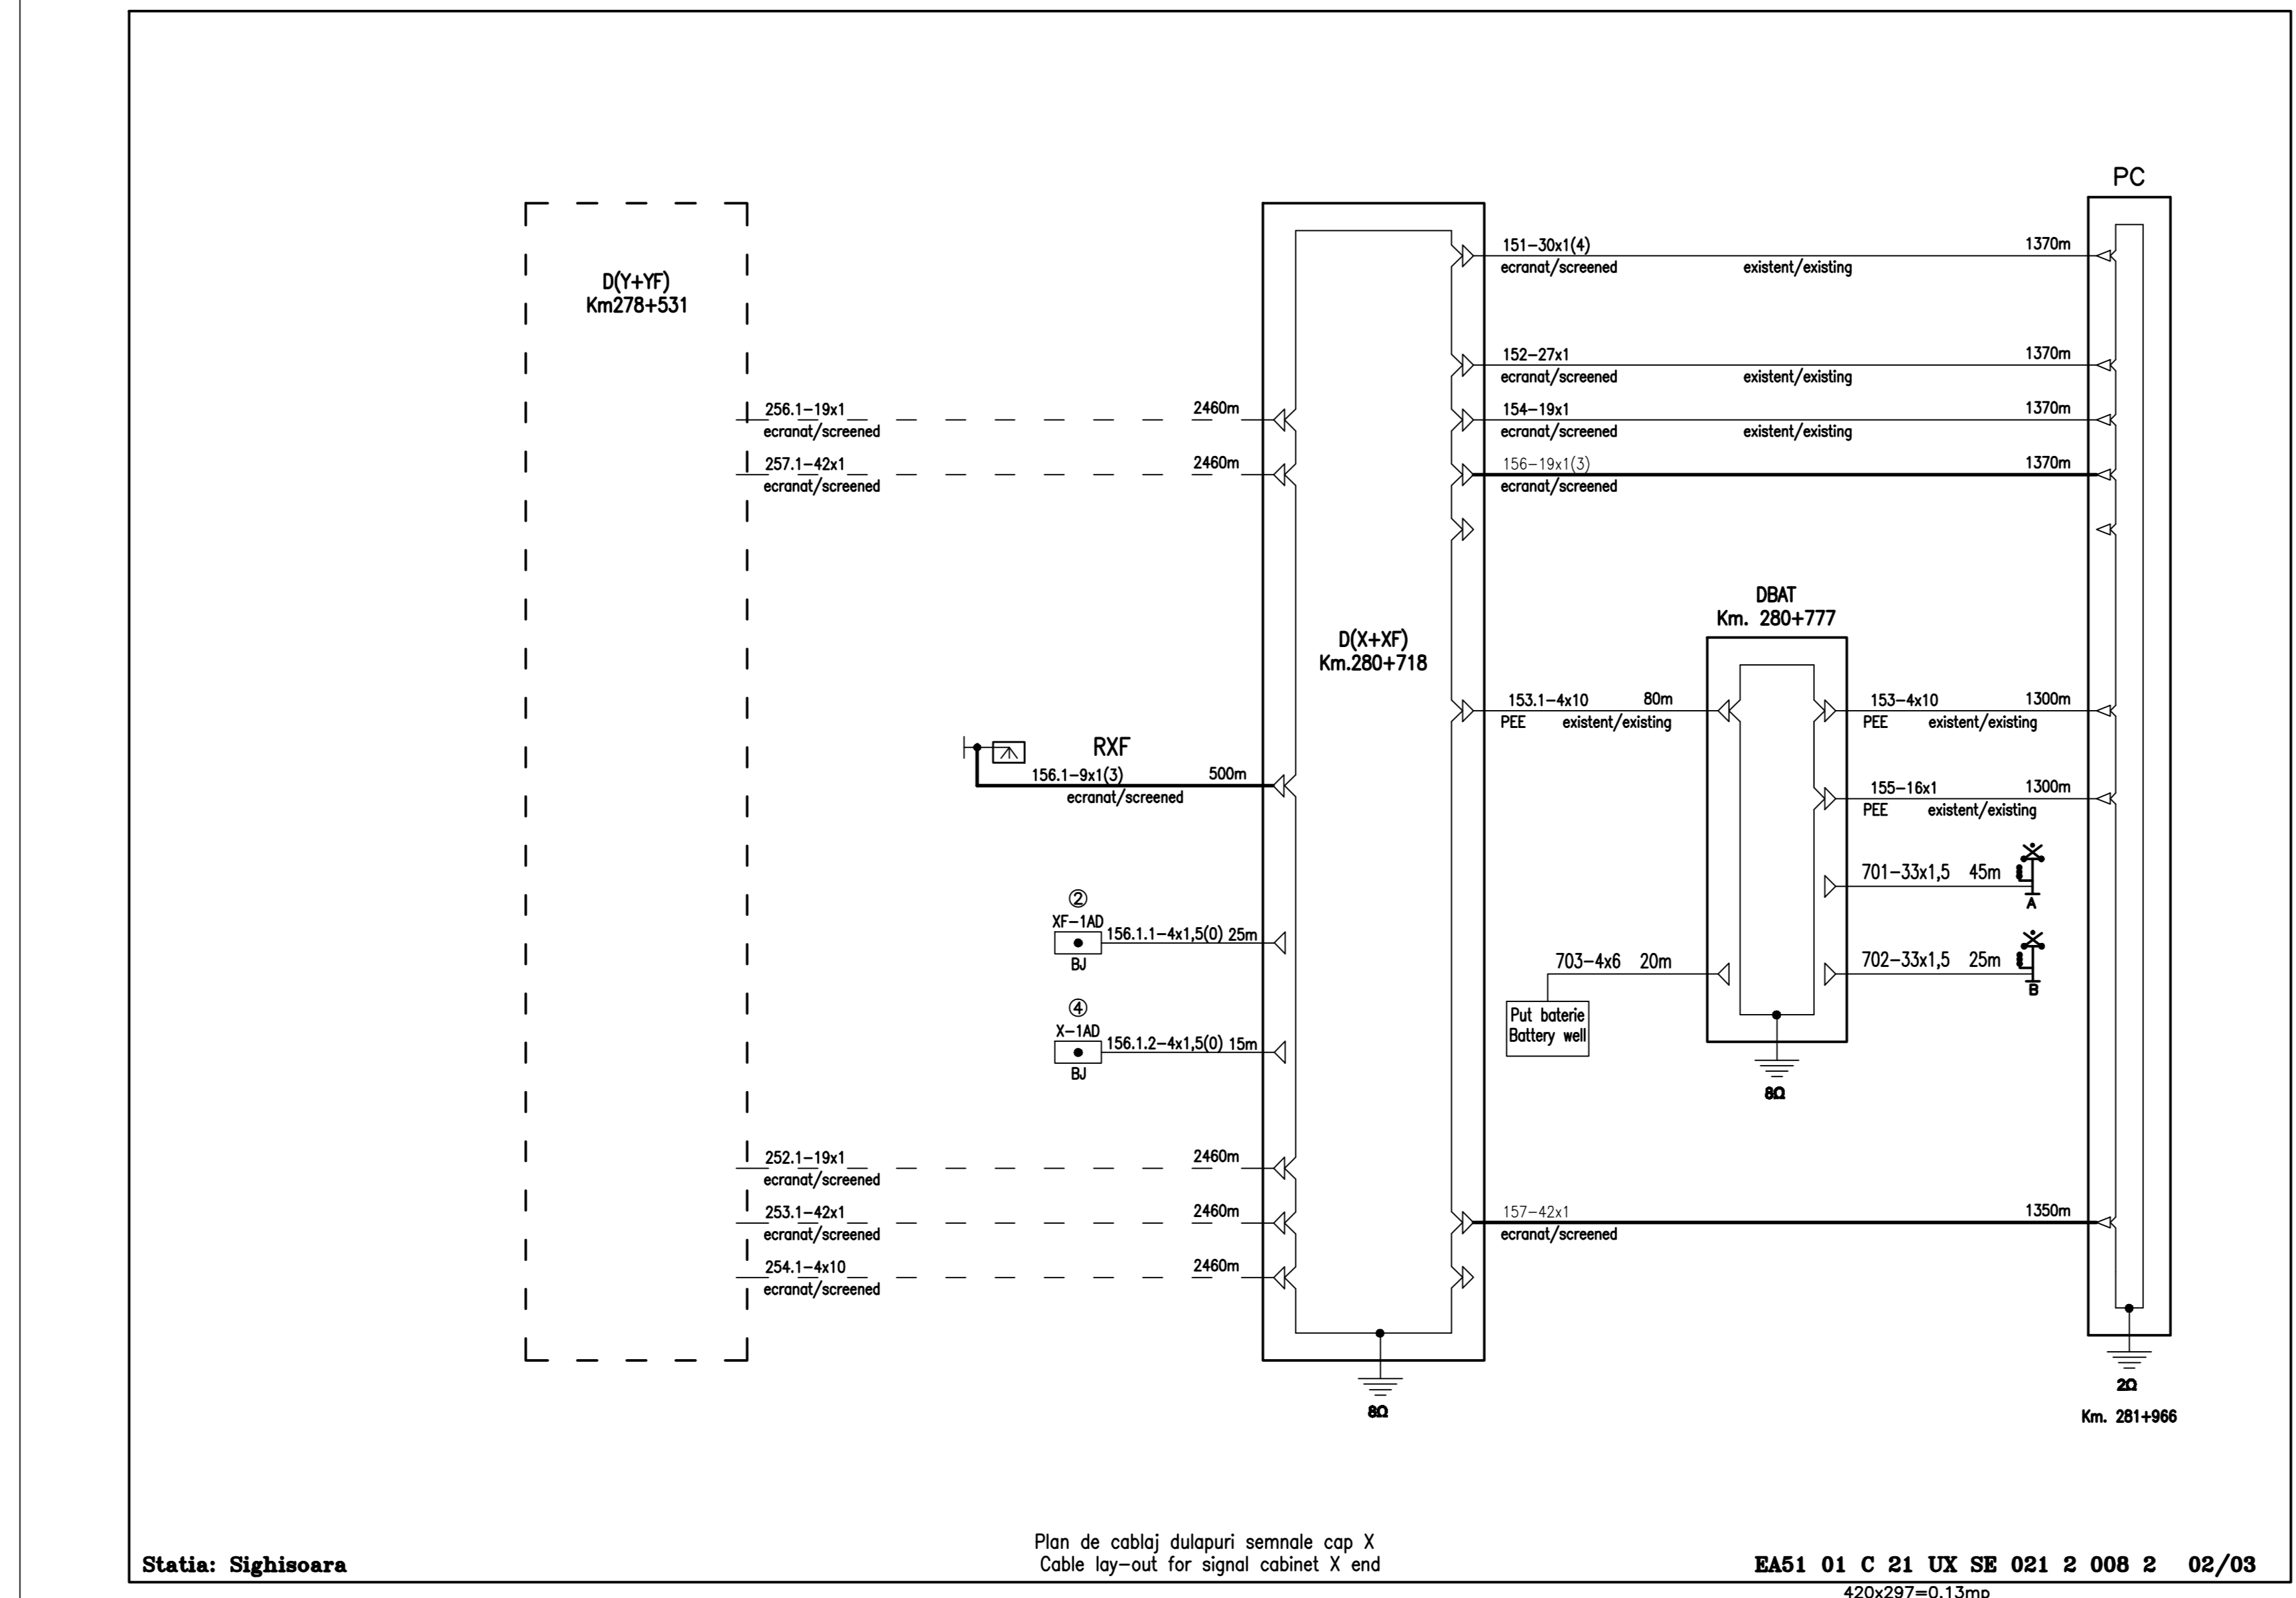 PC
D(Y+YF)
Km278+531
151-30x1(4)
1370m
ecranat/screened
existent/existing
152-27x1
1370m
ecranat/screened
existent/existing
256.1-19x1
2460m
ecranat/screened
154-19x1
1370m
ecranat/screened
existent/existing
257.1-42x1
2460m
ecranat/screened
156-19x1(3)
1370m
ecranat/screened
DBAT
Km. 280+777
D(X+XF)
Km.280+718
153.1-4x10
80m
PEE
existent/existing
153-4x10
1300m
PEE
existent/existing
RXF
156.1-9x1(3)
500m
ecranat/screened
155-16x1
1300m
PEE
existent/existing
701-33x1,5
45m
A
2
XF-1AD
156.1.1-4x1,5(0) 25m
BJ
703-4x6
20m
702-33x1,5
25m
B
Put baterie
Battery well
4
X-1AD
156.1.2-4x1,5(0) 15m
BJ
8Ω
252.1-19x1
2460m
ecranat/screened
253.1-42x1
2460m
ecranat/screened
157-42x1
1350m
ecranat/screened
254.1-4x10
2460m
ecranat/screened
8Ω
2Ω
Km. 281+966
Plan de cablaj dulapuri semnale cap X
Cable lay-out for signal cabinet X end
Statia: Sighisoara
EA51 01 C 21 UX SE 021 2 008 2 02/03
420x297=0.13mp